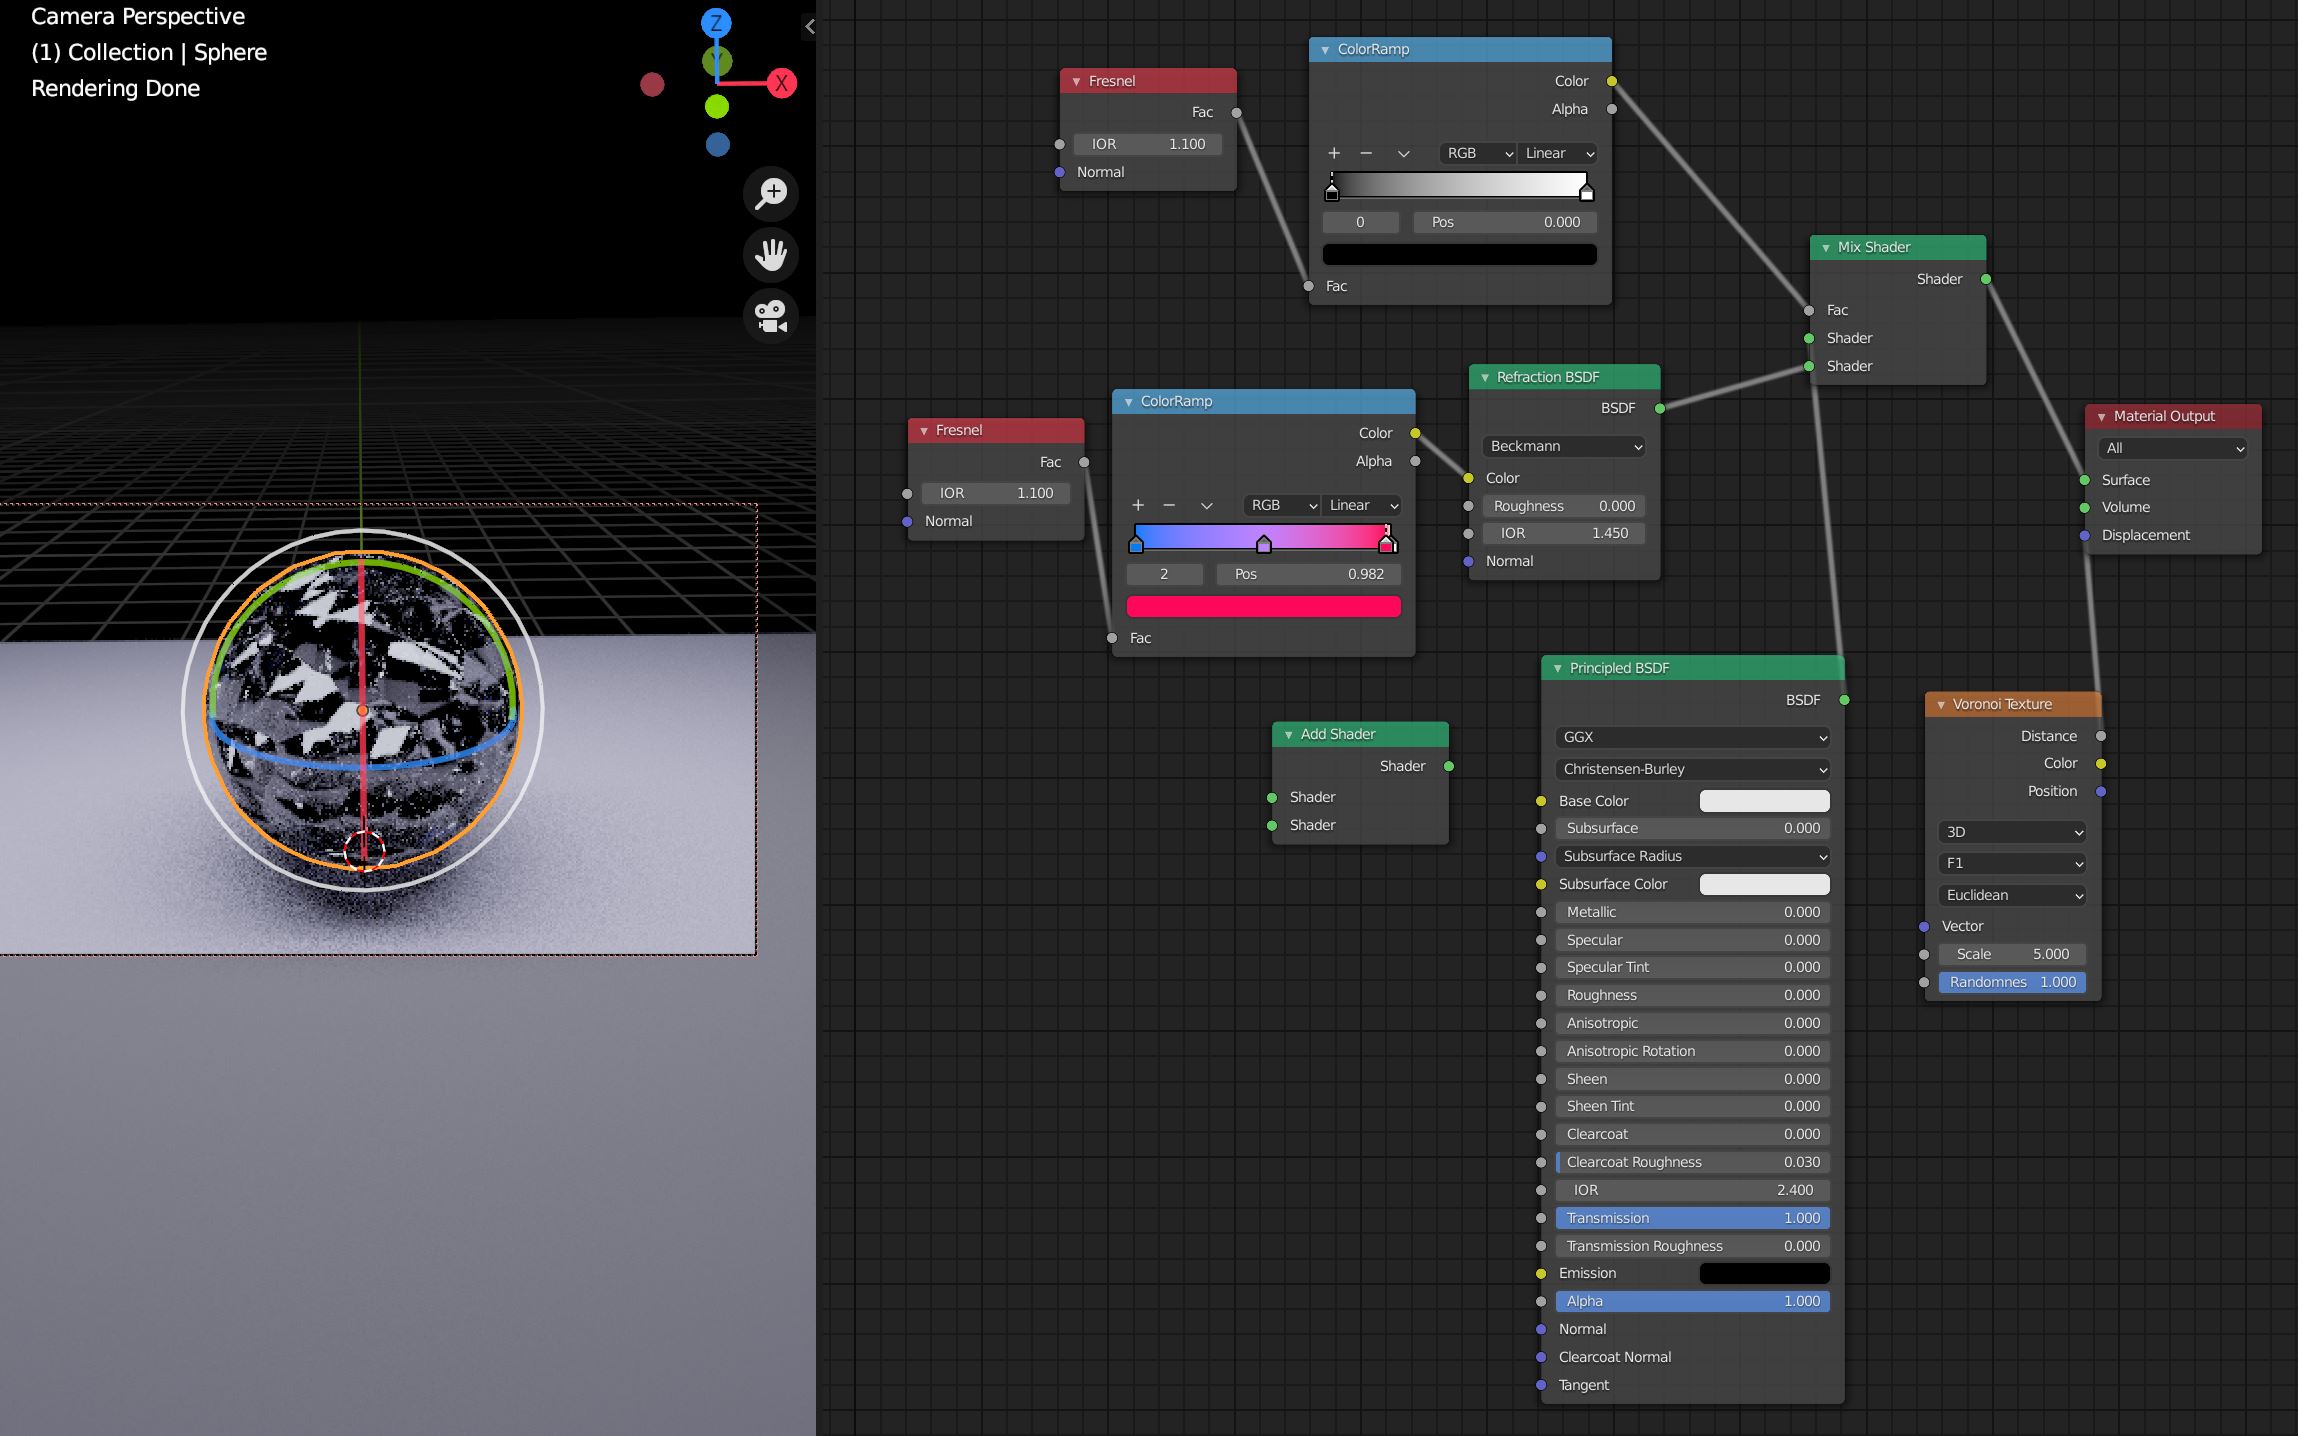 Camera Perspective
(1) Collection | Sphere
Rendering Done
Z
Y
X
Fresnel
Fac
IOR 1.100
Normal
ColorRamp
Color
Alpha
RGB Linear
0 Pos 0.000
Fac
Mix Shader
Shader
Fac
Shader
Shader
Fresnel
Fac
IOR 1.100
Normal
ColorRamp
Color
Alpha
RGB Linear
2 Pos 0.982
Fac
Refraction BSDF
BSDF
Beckmann
Color
Roughness 0.000
IOR 1.450
Normal
Material Output
All
Surface
Volume
Displacement
Add Shader
Shader
Shader
Shader
Principled BSDF
BSDF
GGX
Christensen-Burley
Base Color
Subsurface 0.000
Subsurface Radius
Subsurface Color
Metallic 0.000
Specular 0.000
Specular Tint 0.000
Roughness 0.000
Anisotropic 0.000
Anisotropic Rotation 0.000
Sheen 0.000
Sheen Tint 0.000
Clearcoat 0.000
Clearcoat Roughness 0.030
IOR 2.400
Transmission 1.000
Transmission Roughness 0.000
Emission
Alpha 1.000
Normal
Clearcoat Normal
Tangent
Voronoi Texture
Distance
Color
Position
3D
F1
Euclidean
Vector
Scale 5.000
Randomnes 1.000